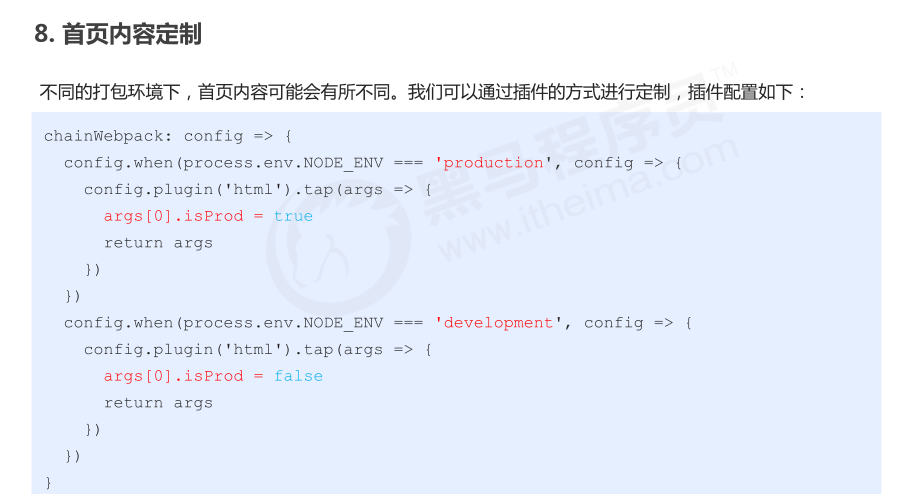 8. 首页内容定制
不同的打包环境下，首页内容可能会有所不同。我们可以通过插件的方式进行定制，插件配置如下：
chainWebpack: config => {
  config.when(process.env.NODE_ENV === 'production', config => {
    config.plugin('html').tap(args => {
      args[0].isProd = true
      return args
    })
  })
  config.when(process.env.NODE_ENV === 'development', config => {
    config.plugin('html').tap(args => {
      args[0].isProd = false
      return args
    })
  })
}
黑马程序员™
www.itheima.com